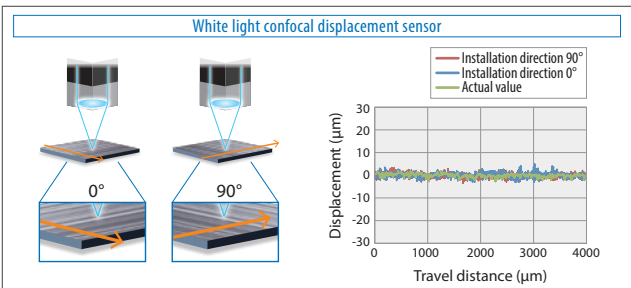 White light confocal displacement sensor
0°
90°
Installation direction 90°
Installation direction 0°
Actual value
Displacement (μm)
30
20
10
0
-10
-20
-30
0 1000 2000 3000 4000
Travel distance (μm)